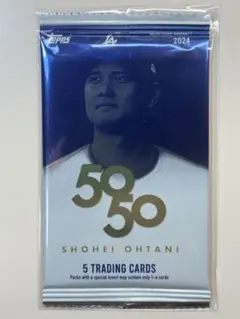 TOPPS LA 2024
50
50
SHOHEI OHTANI
5 TRADING CARDS
Packs with a special insert may contain only 1-4 cards